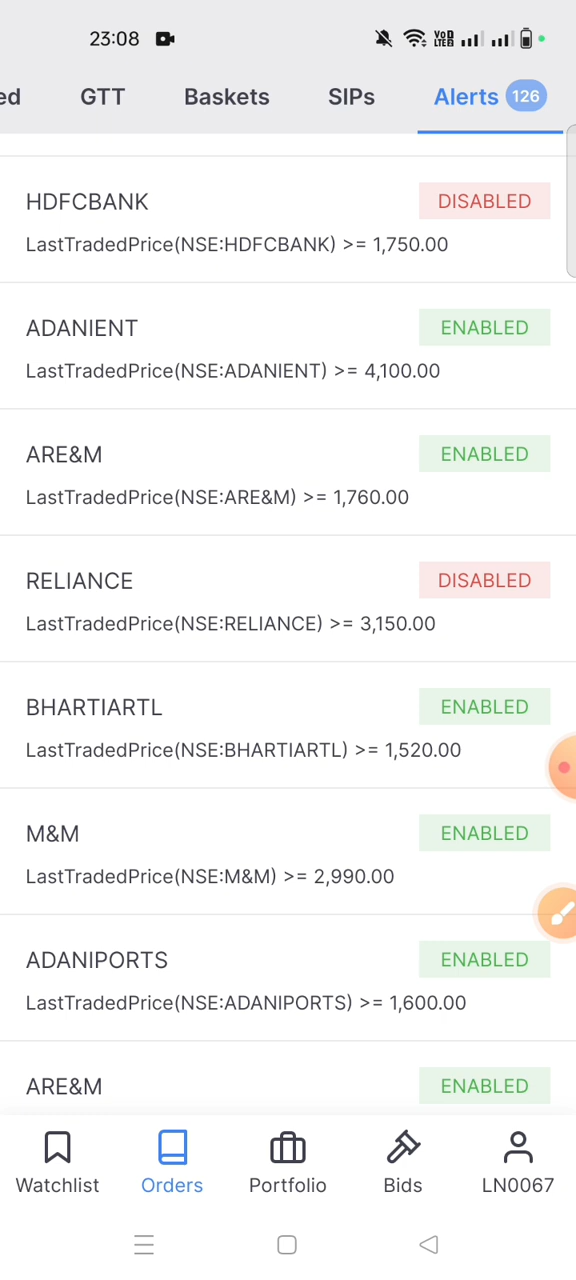 23:08
VoD LTE2
ed GTT Baskets SIPs Alerts 126
HDFCBANK DISABLED
LastTradedPrice(NSE:HDFCBANK) >= 1,750.00
ADANIENT ENABLED
LastTradedPrice(NSE:ADANIENT) >= 4,100.00
ARE&M ENABLED
LastTradedPrice(NSE:ARE&M) >= 1,760.00
RELIANCE DISABLED
LastTradedPrice(NSE:RELIANCE) >= 3,150.00
BHARTIARTL ENABLED
LastTradedPrice(NSE:BHARTIARTL) >= 1,520.00
M&M ENABLED
LastTradedPrice(NSE:M&M) >= 2,990.00
ADANIPORTS ENABLED
LastTradedPrice(NSE:ADANIPORTS) >= 1,600.00
ARE&M ENABLED
Watchlist Orders Portfolio Bids LN0067